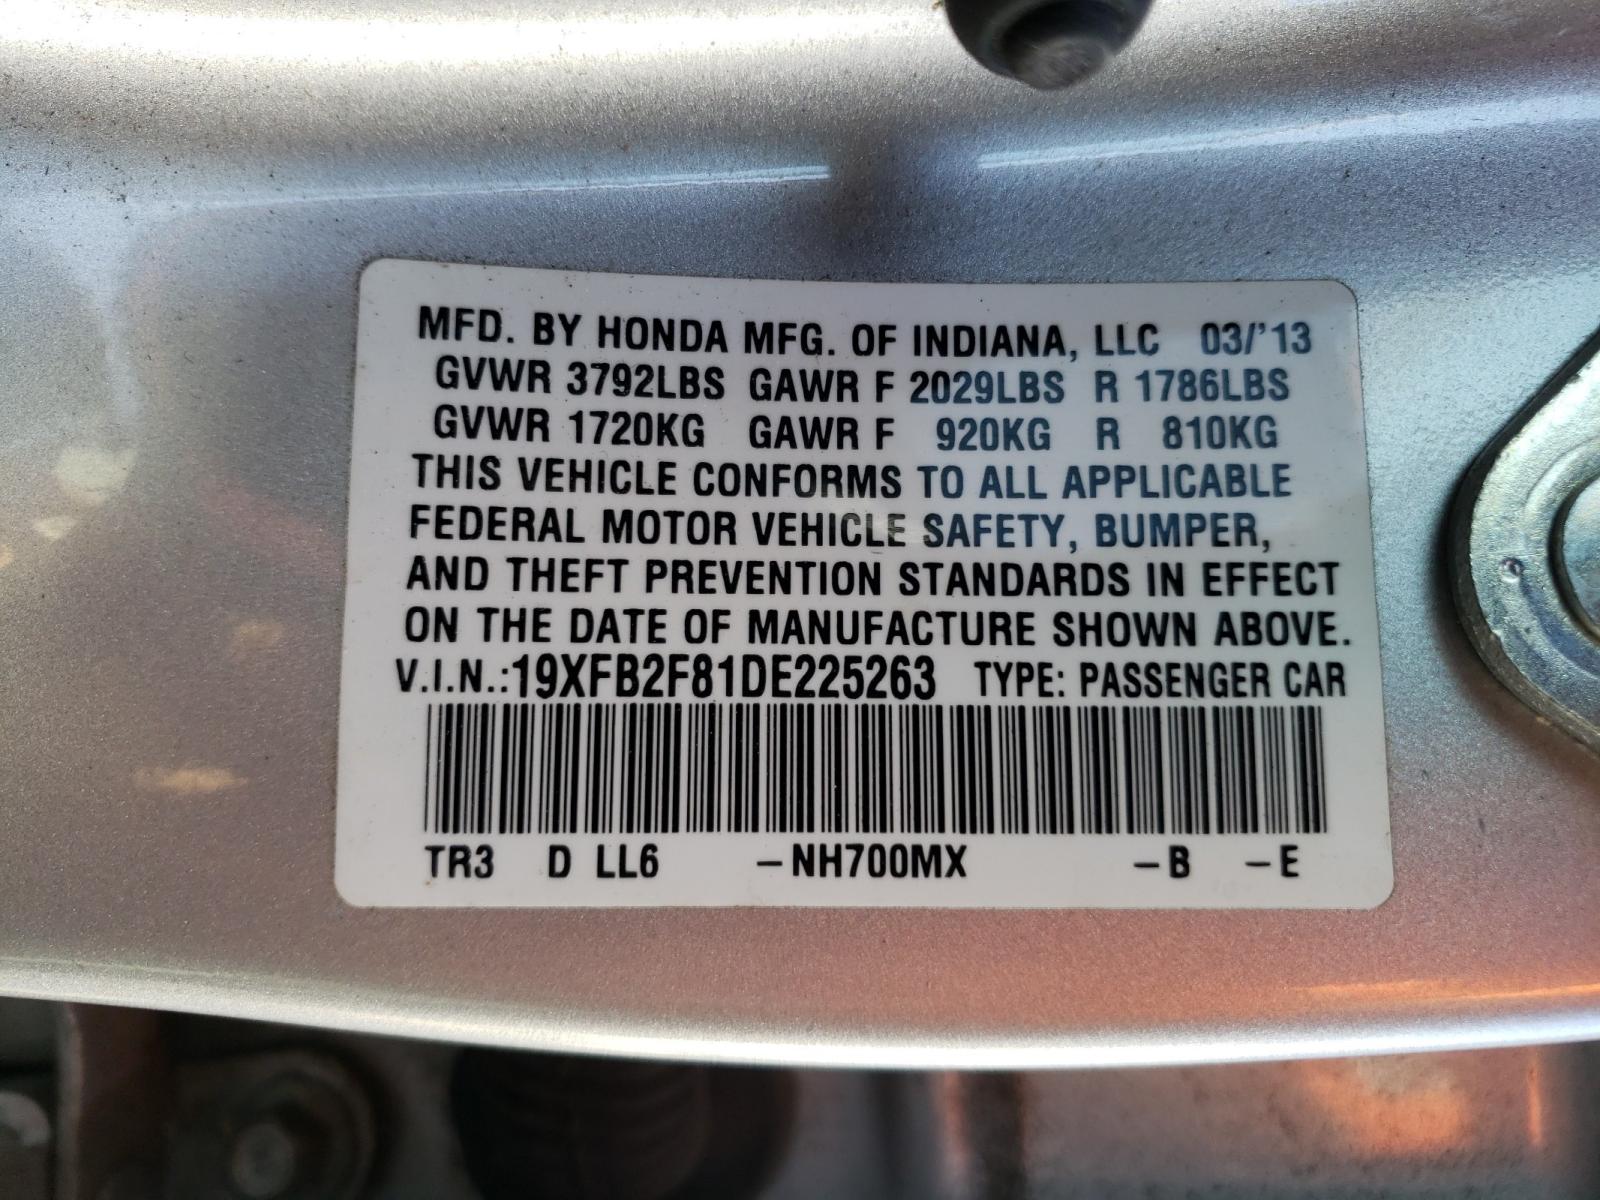 MFD. BY HONDA MFG. OF INDIANA, LLC 03/'13
GVWR 3792LBS GAWR F 2029LBS R 1786LBS
GVWR 1720KG GAWR F 920KG R 810KG
THIS VEHICLE CONFORMS TO ALL APPLICABLE
FEDERAL MOTOR VEHICLE SAFETY, BUMPER,
AND THEFT PREVENTION STANDARDS IN EFFECT
ON THE DATE OF MANUFACTURE SHOWN ABOVE.
V.I.N.:19XFB2F81DE225263 TYPE: PASSENGER CAR
TR3 D LL6 –NH700MX –B –E